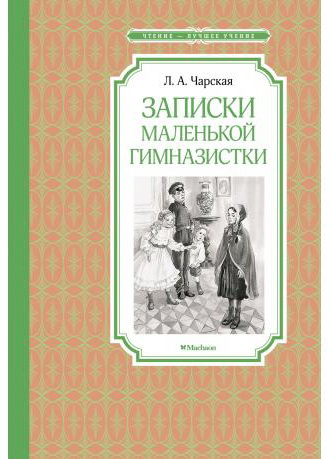 ЧТЕНИЕ — ЛУЧШЕЕ УЧЕНИЕ
Л. А. Чарская
ЗАПИСКИ
МАЛЕНЬКОЙ
ГИМНАЗИСТКИ
Machaon